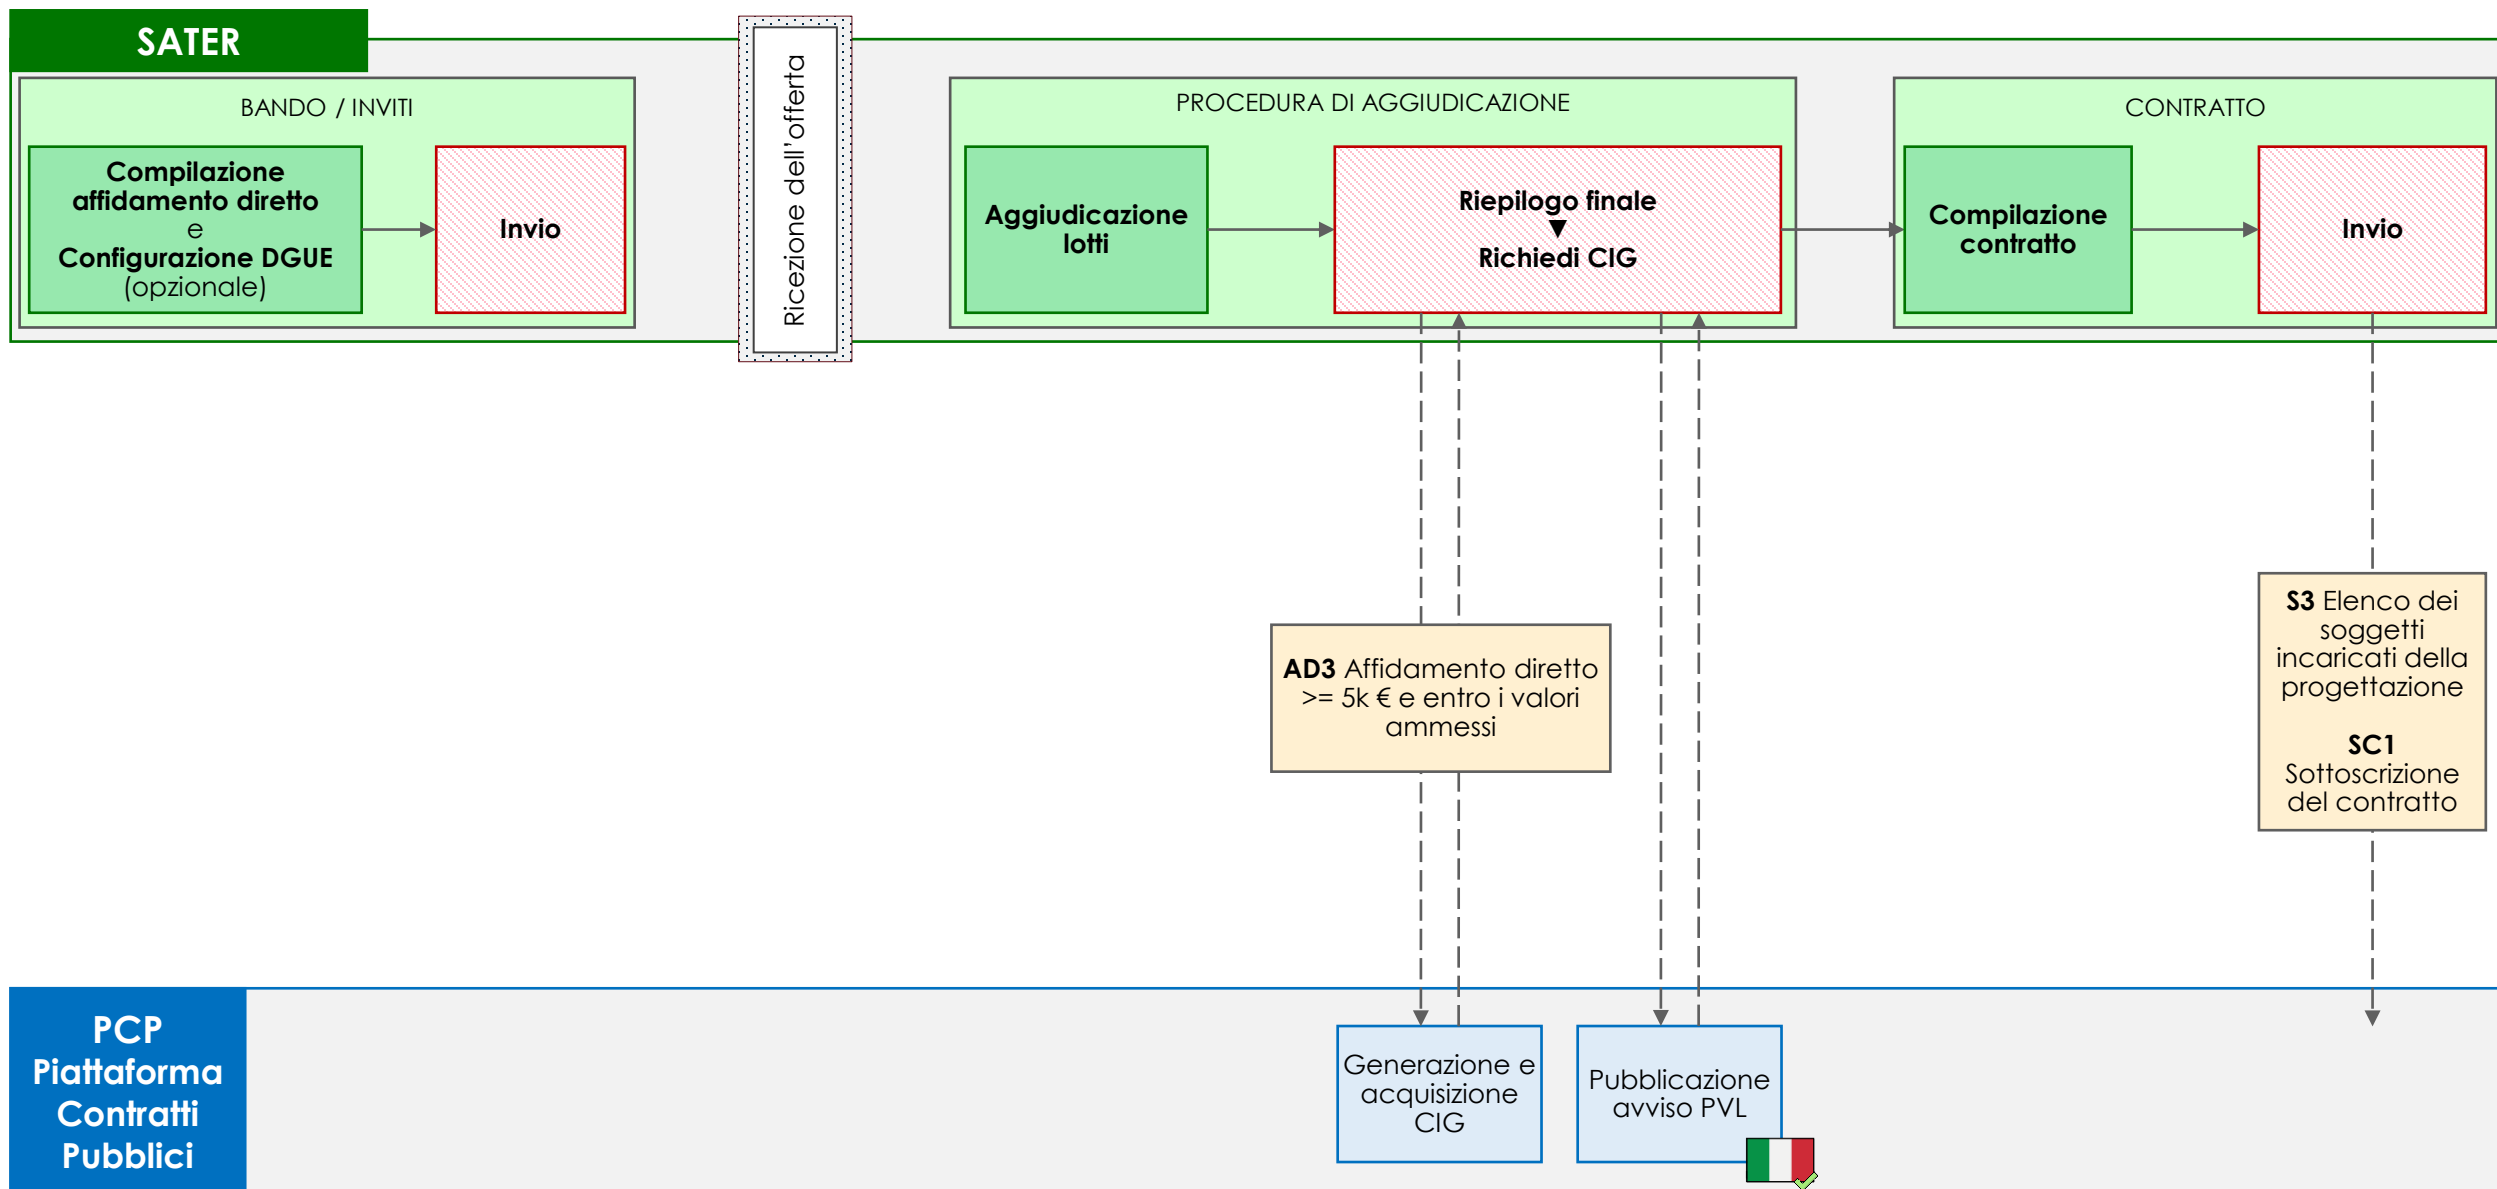 SATER
BANDO / INVITI
Compilazione
affidamento diretto
e
Configurazione DGUE
(opzionale)
Invio
Ricezione dell'offerta
PROCEDURA DI AGGIUDICAZIONE
Aggiudicazione
lotti
Riepilogo finale
▼
Richiedi CIG
CONTRATTO
Compilazione
contratto
Invio
AD3 Affidamento diretto
>= 5k € e entro i valori
ammessi
S3 Elenco dei
soggetti
incaricati della
progettazione
SC1
Sottoscrizione
del contratto
PCP
Piattaforma
Contratti
Pubblici
Generazione e
acquisizione
CIG
Pubblicazione
avviso PVL